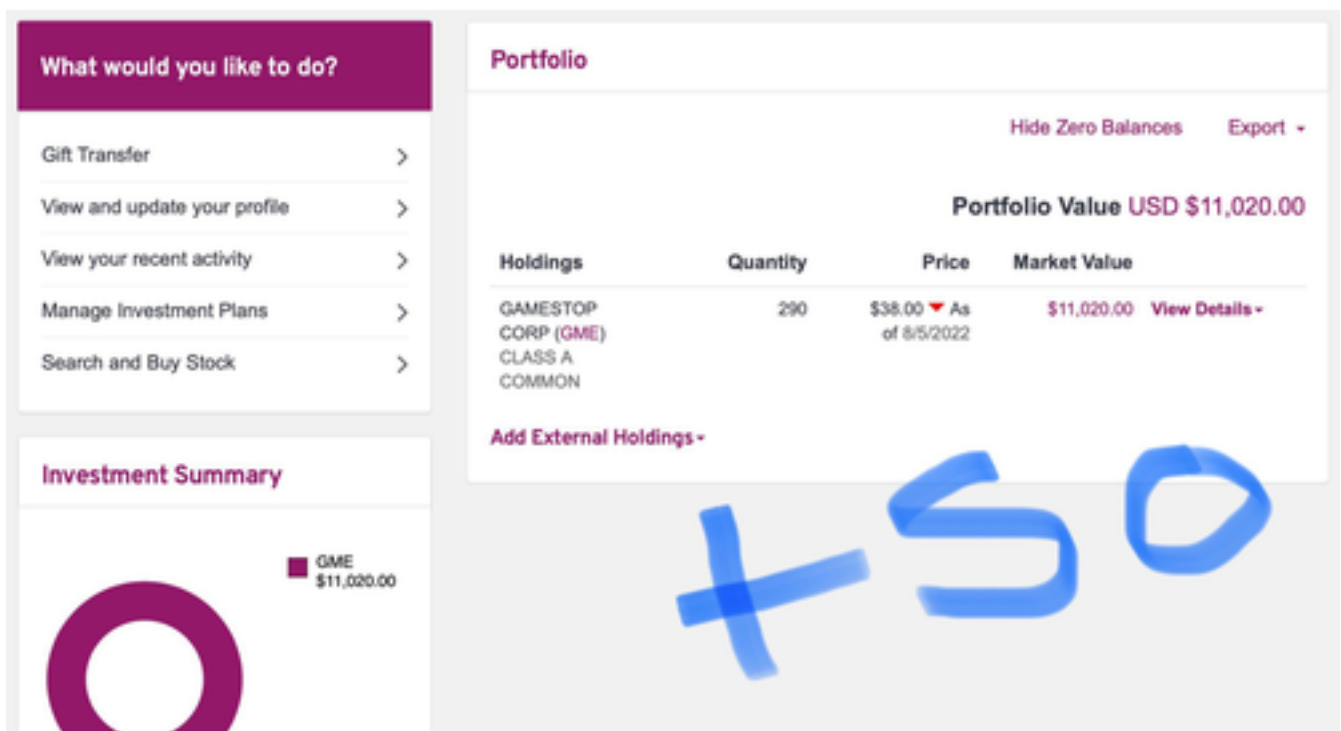 What would you like to do?
Gift Transfer
View and update your profile
View your recent activity
Manage Investment Plans
Search and Buy Stock
Investment Summary
GME
$11,020.00
Portfolio
Hide Zero Balances Export
Portfolio Value USD $11,020.00
Holdings Quantity Price Market Value
GAMESTOP 290 $38.00 As $11,020.00 View Details
CORP (GME) of 8/5/2022
CLASS A
COMMON
Add External Holdings
+50